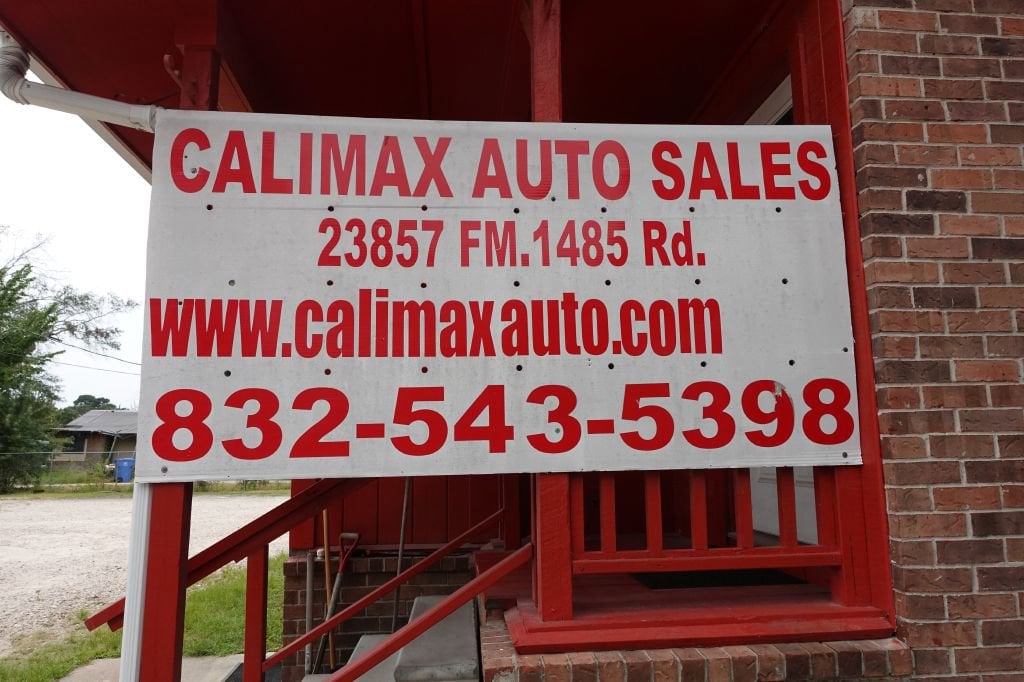 CALIMAX AUTO SALES
23857 FM.1485 Rd.
www.calimaxauto.com
832-543-5398